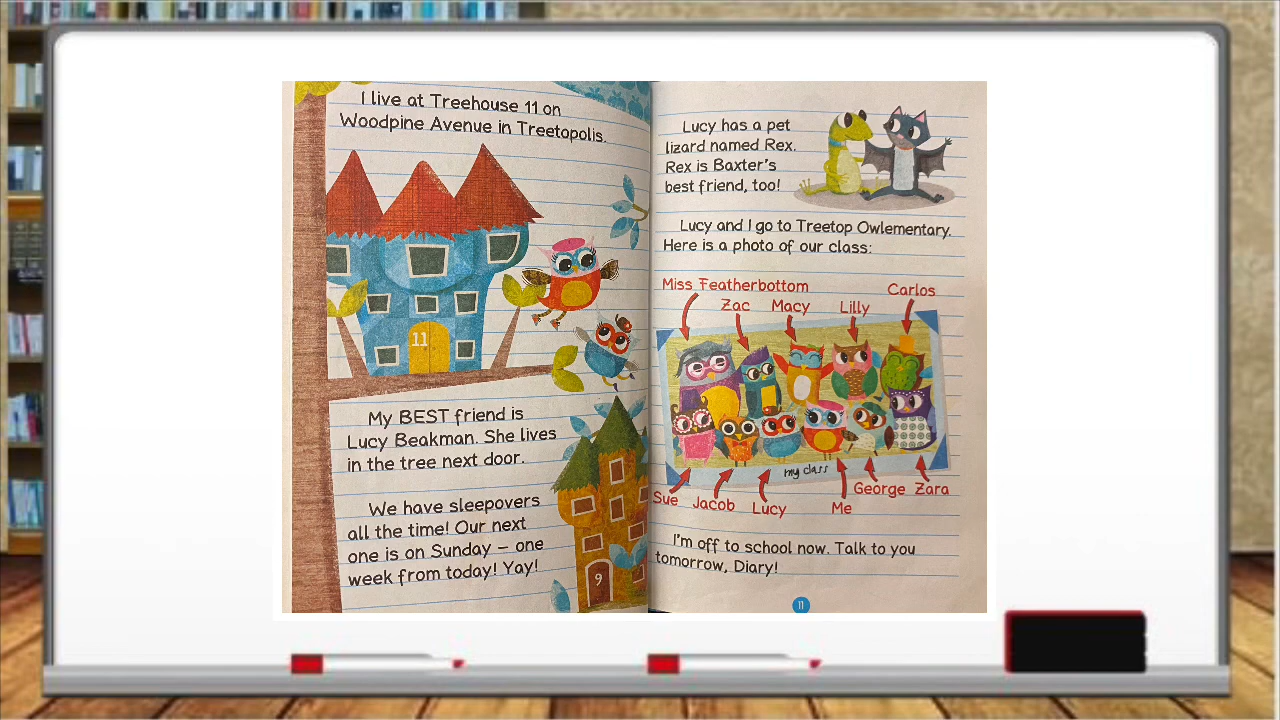 I live at Treehouse 11 on
Woodpine Avenue in Treetopolis.
11
My BEST friend is
Lucy Beakman. She lives
in the tree next door.
We have sleepovers
all the time! Our next
one is on Sunday – one
week from today! Yay!
9
Lucy has a pet
lizard named Rex.
Rex is Baxter's
best friend, too!
Lucy and I go to Treetop Owlementary.
Here is a photo of our class:
Miss Featherbottom
Zac
Macy
Lilly
Carlos
my class
Sue
Jacob
Lucy
Me
George
Zara
I'm off to school now. Talk to you
tomorrow, Diary!
11